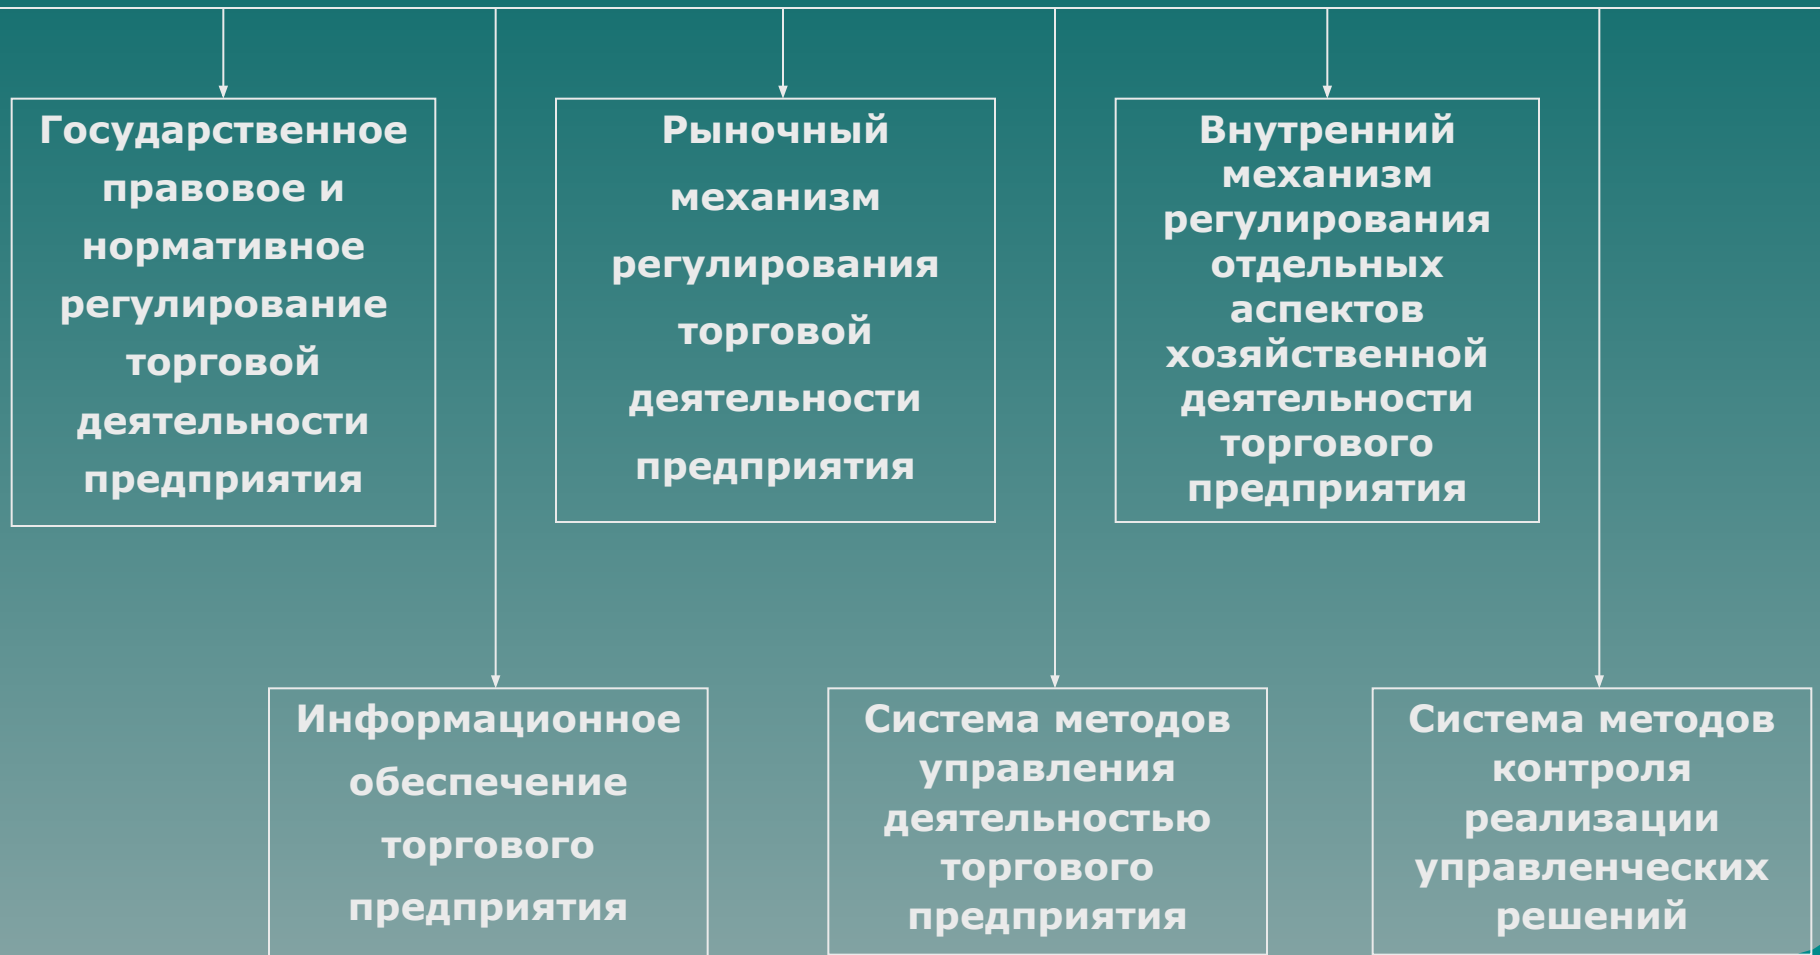 Государственное
правовое и
нормативное
регулирование
торговой
деятельности
предприятия
Рыночный
механизм
регулирования
торговой
деятельности
предприятия
Внутренний
механизм
регулирования
отдельных
аспектов
хозяйственной
деятельности
торгового
предприятия
Информационное
обеспечение
торгового
предприятия
Система методов
управления
деятельностью
торгового
предприятия
Система методов
контроля
реализации
управленческих
решений